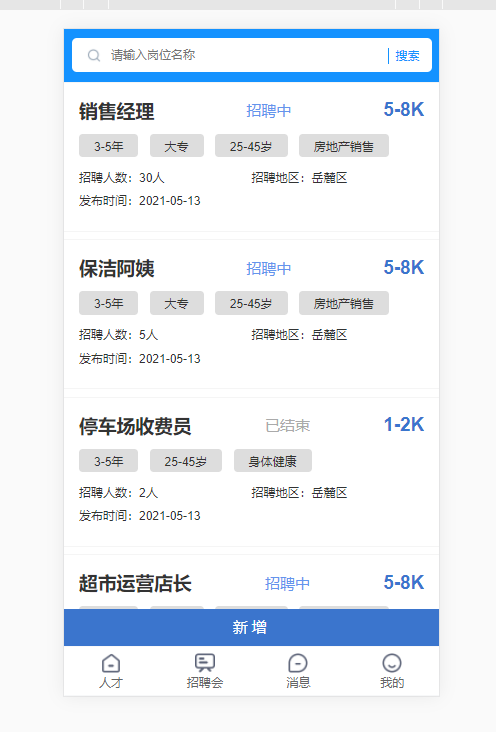 请输入岗位名称 搜索
销售经理 招聘中 5-8K
3-5年 大专 25-45岁 房地产销售
招聘人数：30人 招聘地区：岳麓区
发布时间：2021-05-13
保洁阿姨 招聘中 5-8K
3-5年 大专 25-45岁 房地产销售
招聘人数：5人 招聘地区：岳麓区
发布时间：2021-05-13
停车场收费员 已结束 1-2K
3-5年 25-45岁 身体健康
招聘人数：2人 招聘地区：岳麓区
发布时间：2021-05-13
超市运营店长 招聘中 5-8K
新增
人才 招聘会 消息 我的